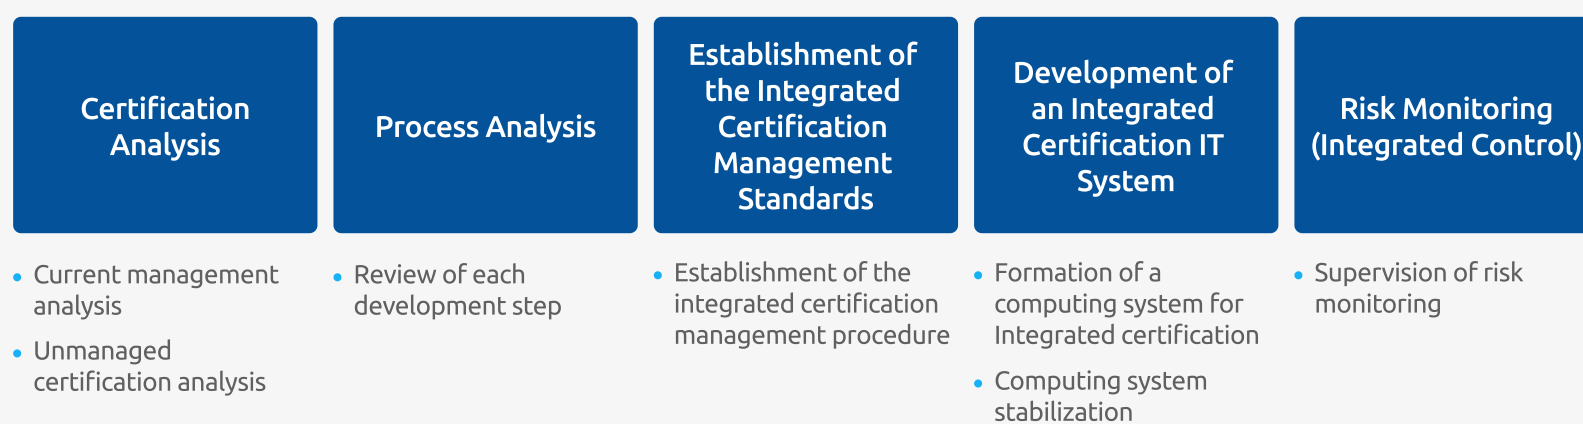 Certification
Analysis
Process Analysis
Establishment of
the Integrated
Certification
Management
Standards
Development of
an Integrated
Certification IT
System
Risk Monitoring
(Integrated Control)
• Current management
analysis
• Unmanaged
certification analysis
• Review of each
development step
• Establishment of the
integrated certification
management procedure
• Formation of a
computing system for
Integrated certification
• Computing system
stabilization
• Supervision of risk
monitoring